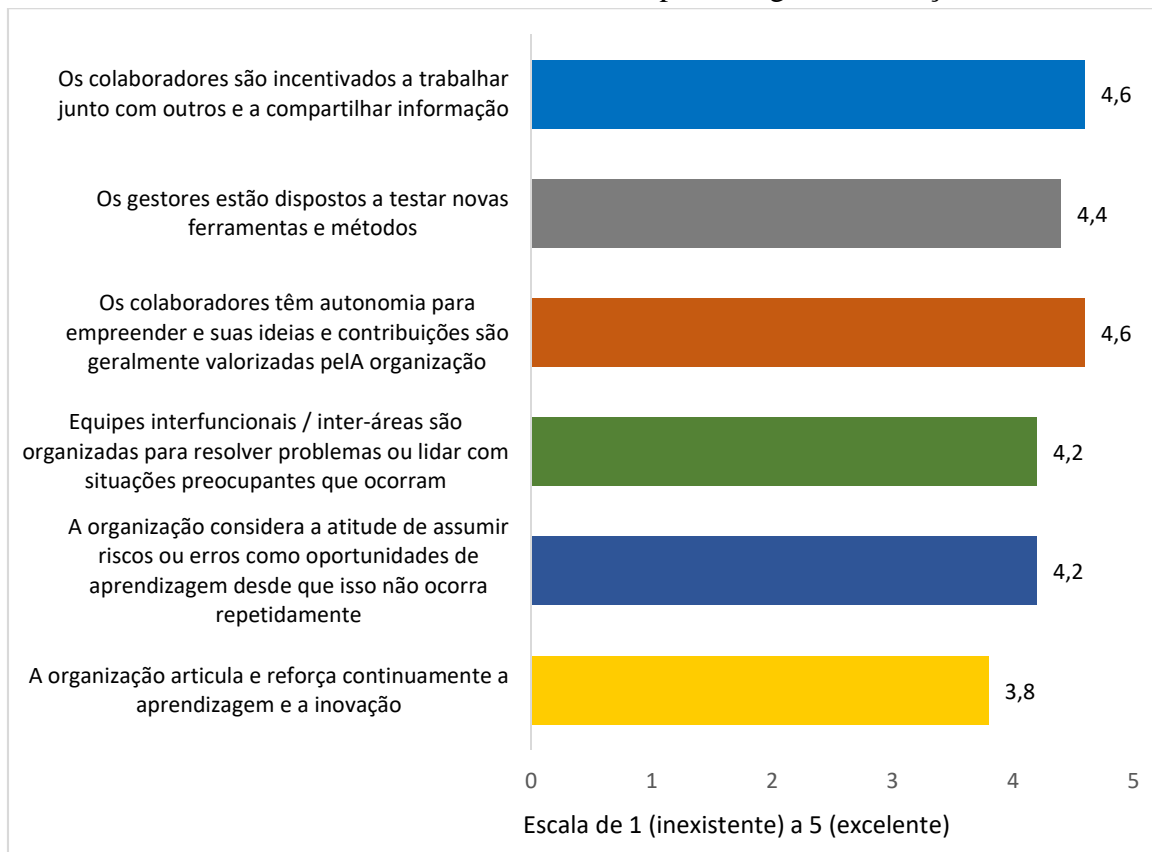 Os colaboradores são incentivados a trabalhar
junto com outros e a compartilhar informação
4,6
Os gestores estão dispostos a testar novas
ferramentas e métodos
4,4
Os colaboradores têm autonomia para
empreender e suas ideias e contribuições são
geralmente valorizadas pelA organização
4,6
Equipes interfuncionais / inter-áreas são
organizadas para resolver problemas ou lidar com
situações preocupantes que ocorram
4,2
A organização considera a atitude de assumir
riscos ou erros como oportunidades de
aprendizagem desde que isso não ocorra
repetidamente
4,2
A organização articula e reforça continuamente a
aprendizagem e a inovação
3,8
0 1 2 3 4 5
Escala de 1 (inexistente) a 5 (excelente)